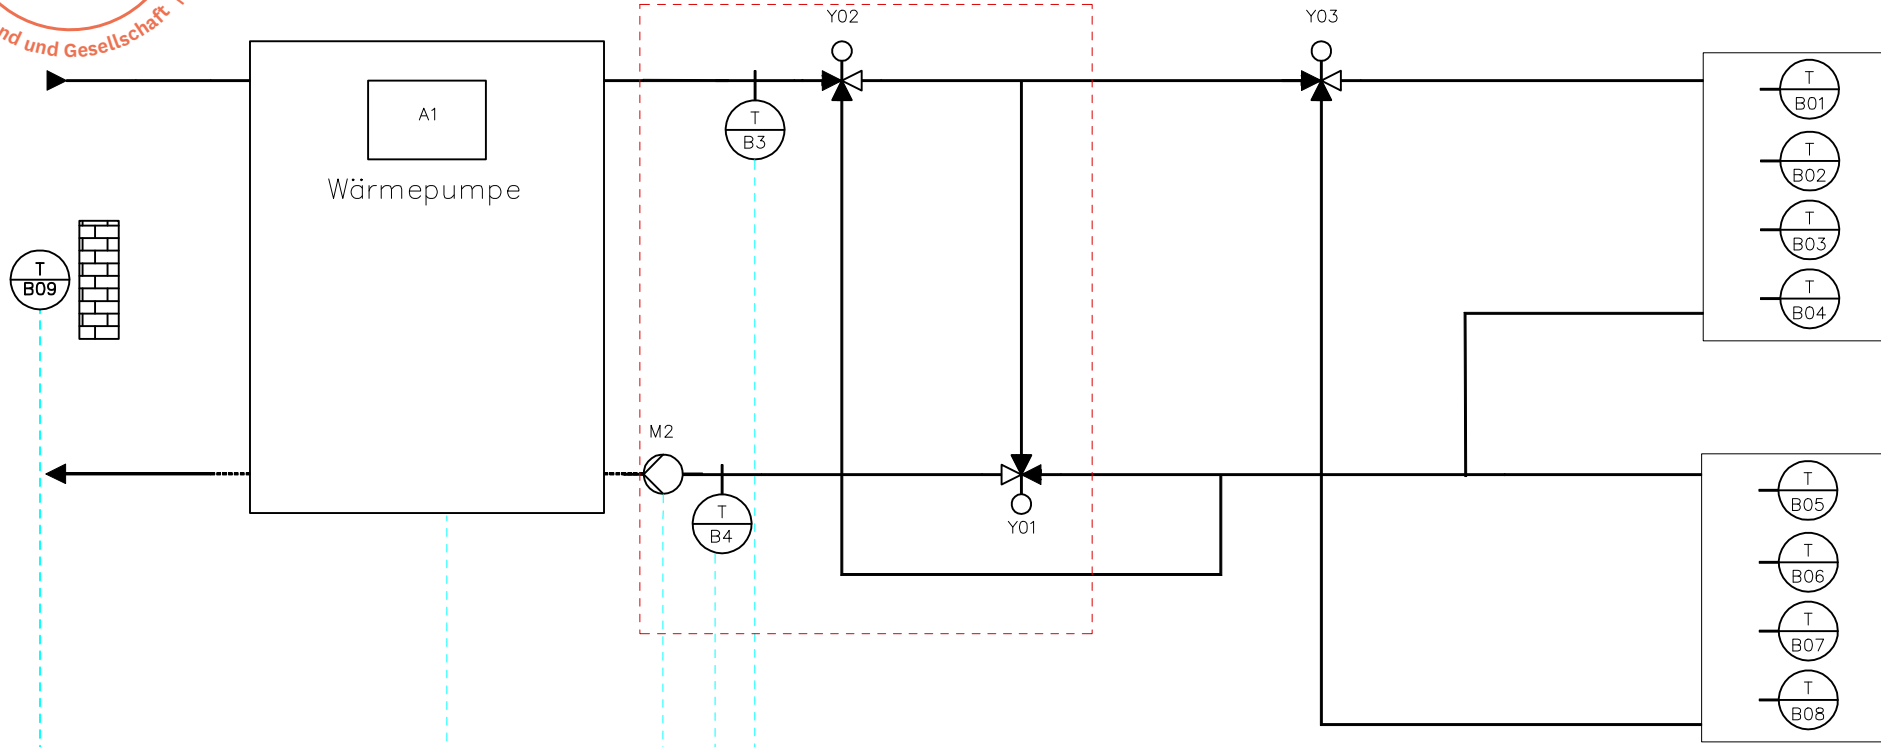 nd und Gesellschaft
Y02
Y03
A1
Wärmepumpe
T
B3
T
B01
T
B02
T
B03
T
B04
T
B09
M2
T
B4
Y01
T
B05
T
B06
T
B07
T
B08